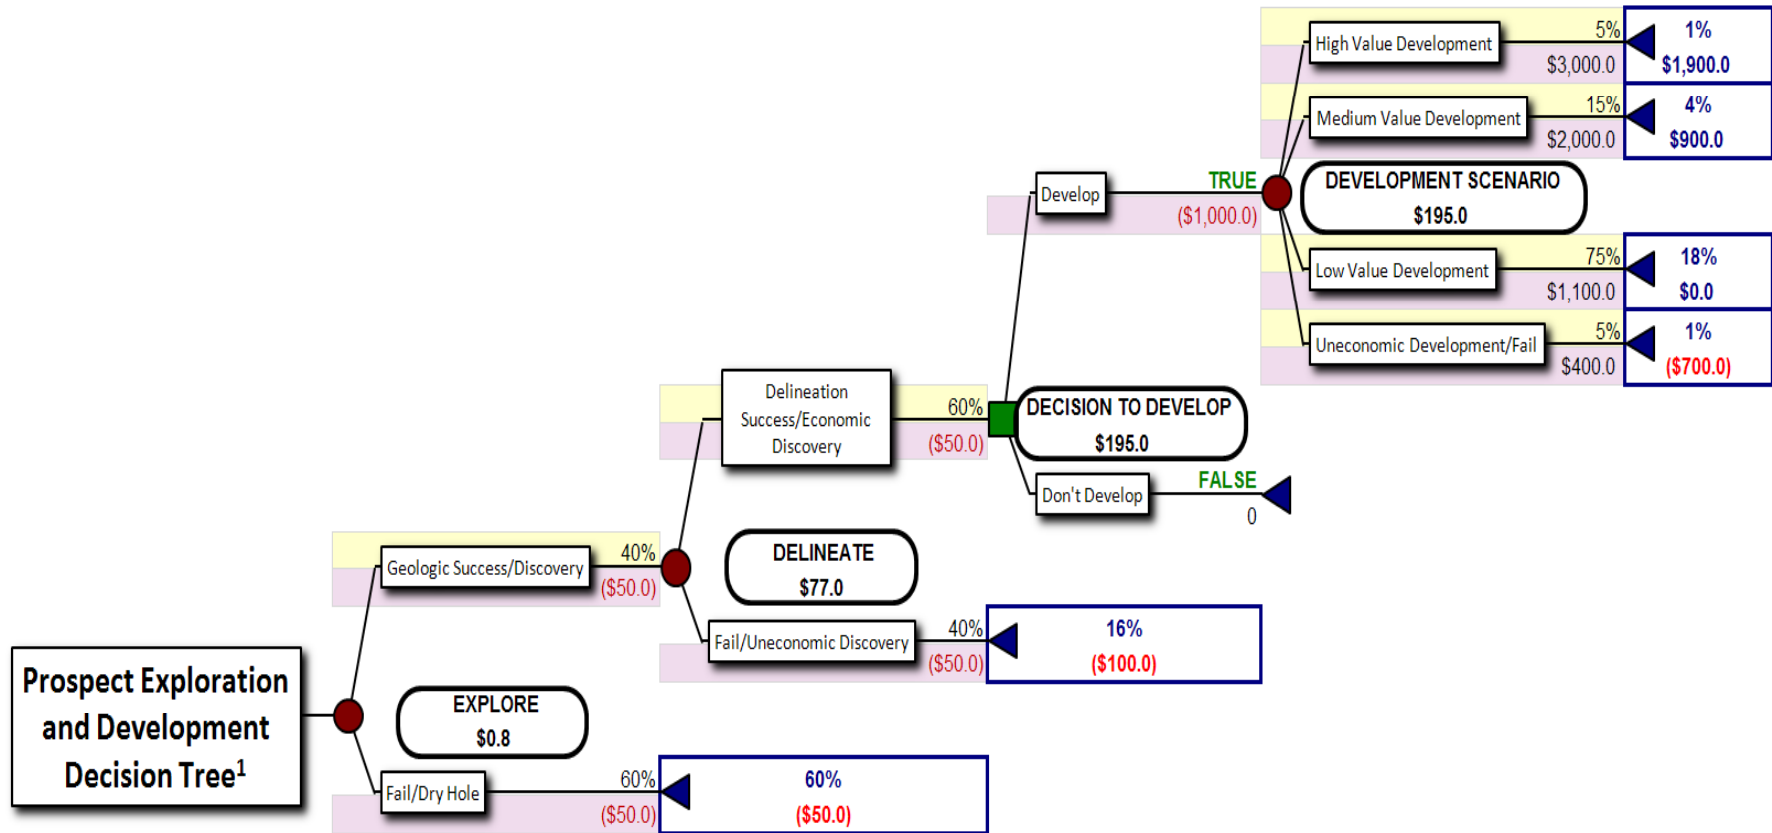 High Value Development
5%
$3,000.0
1%
$1,900.0
Medium Value Development
15%
$2,000.0
4%
$900.0
Develop
TRUE
($1,000.0)
DEVELOPMENT SCENARIO
$195.0
Low Value Development
75%
$1,100.0
18%
$0.0
Uneconomic Development/Fail
5%
$400.0
1%
($700.0)
Delineation
Success/Economic
Discovery
60%
($50.0)
DECISION TO DEVELOP
$195.0
Don't Develop
FALSE
0
Geologic Success/Discovery
40%
($50.0)
DELINEATE
$77.0
Fail/Uneconomic Discovery
40%
($50.0)
16%
($100.0)
Prospect Exploration
and Development
Decision Tree¹
EXPLORE
$0.8
Fail/Dry Hole
60%
($50.0)
60%
($50.0)